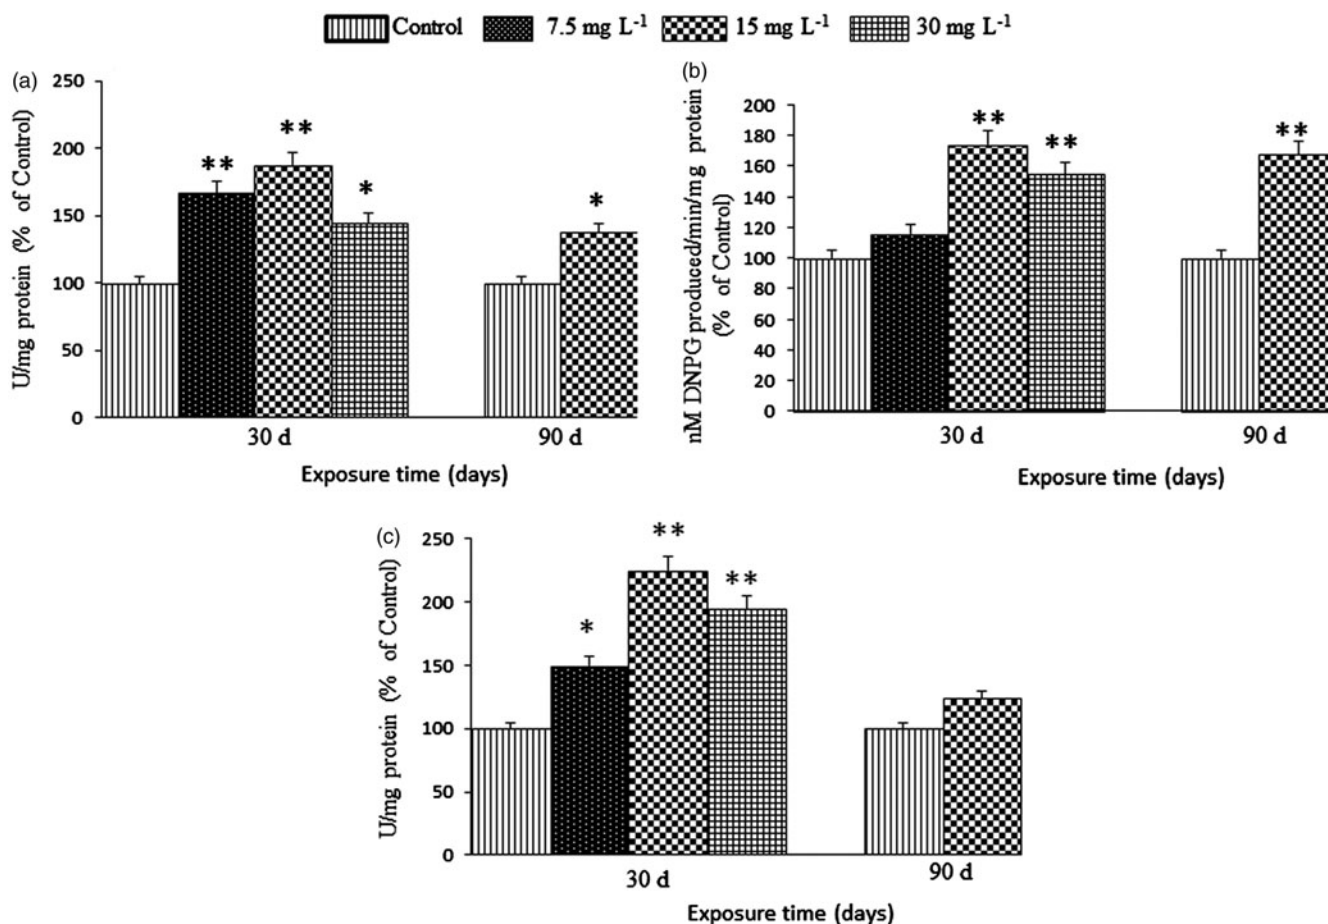 Control 7.5 mg L-1 15 mg L-1 30 mg L-1
(a)
U/mg protein (% of Control)
250
200
150
100
50
0
** ** * *
30 d 90 d
Exposure time (days)
(b)
nM DNPG produced/min/mg protein
(% of Control)
200
180
160
140
120
100
80
60
40
20
0
** ** **
30 d 90 d
Exposure time (days)
(c)
U/mg protein (% of Control)
250
200
150
100
50
0
* ** **
30 d 90 d
Exposure time (days)